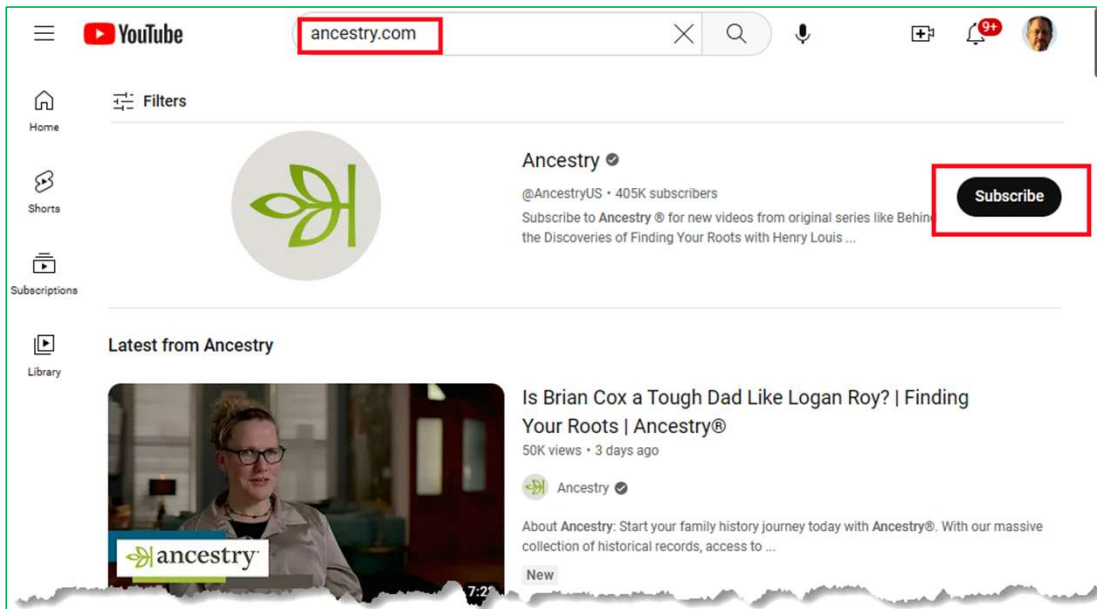 YouTube
ancestry.com
9+
Home
Shorts
Subscriptions
Library
Filters
Ancestry
@AncestryUS • 405K subscribers
Subscribe to Ancestry ® for new videos from original series like Behind
the Discoveries of Finding Your Roots with Henry Louis ...
Subscribe
Latest from Ancestry
ancestry
Is Brian Cox a Tough Dad Like Logan Roy? | Finding
Your Roots | Ancestry®
50K views • 3 days ago
Ancestry
About Ancestry: Start your family history journey today with Ancestry®. With our massive
collection of historical records, access to ...
New